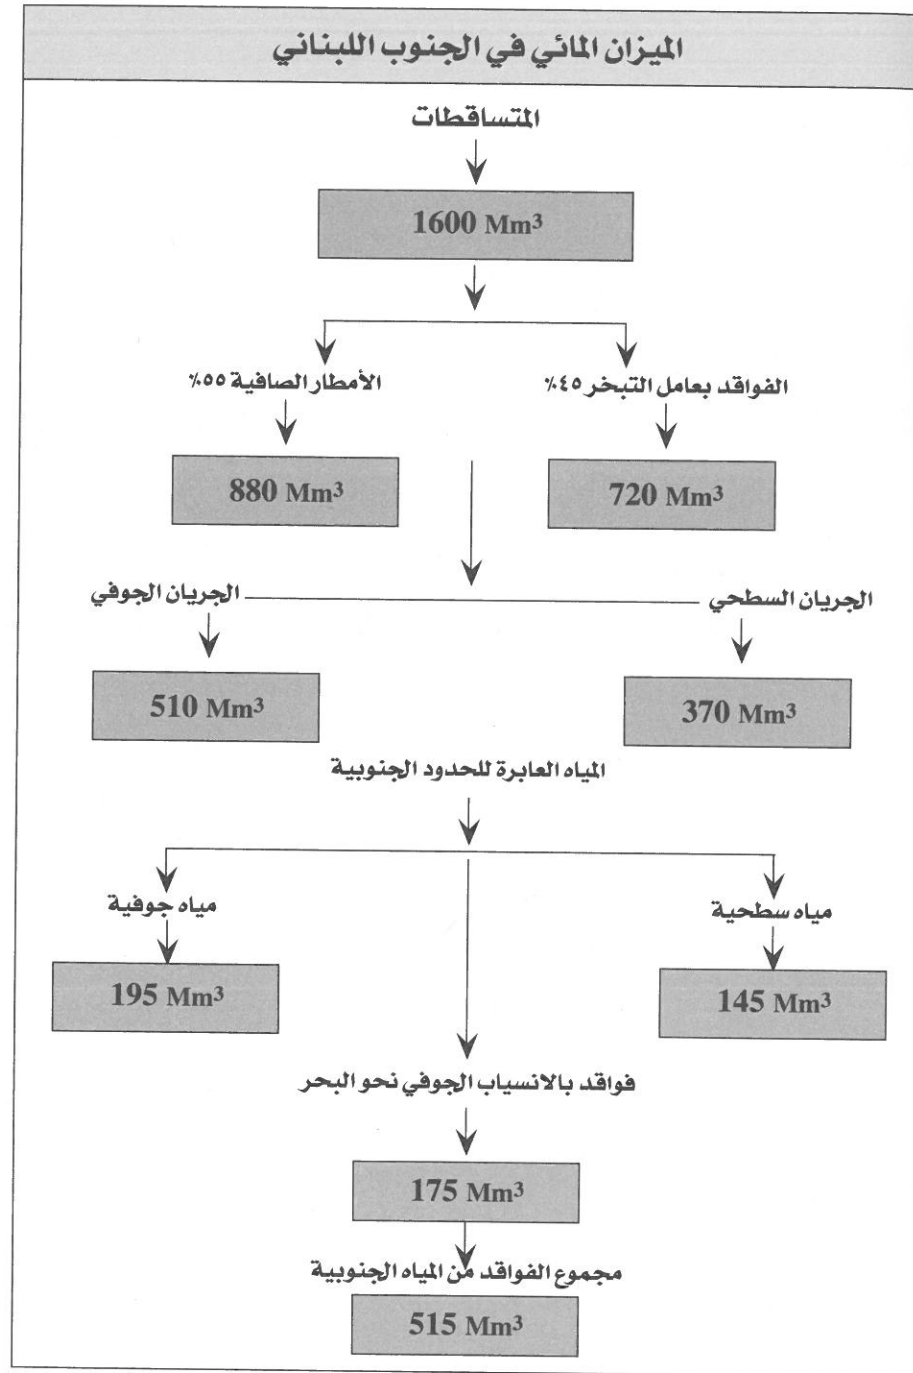 الميزان المائي في الجنوب اللبناني
المتساقطات
1600 Mm³
الفواقد بعامل التبخر ٤٥٪
الأمطار الصافية ٥٥٪
720 Mm³
880 Mm³
الجريان السطحي
الجريان الجوفي
370 Mm³
510 Mm³
المياه العابرة للحدود الجنوبية
مياه سطحية
مياه جوفية
145 Mm³
195 Mm³
فواقد بالانسياب الجوفي نحو البحر
175 Mm³
مجموع الفواقد من المياه الجنوبية
515 Mm³